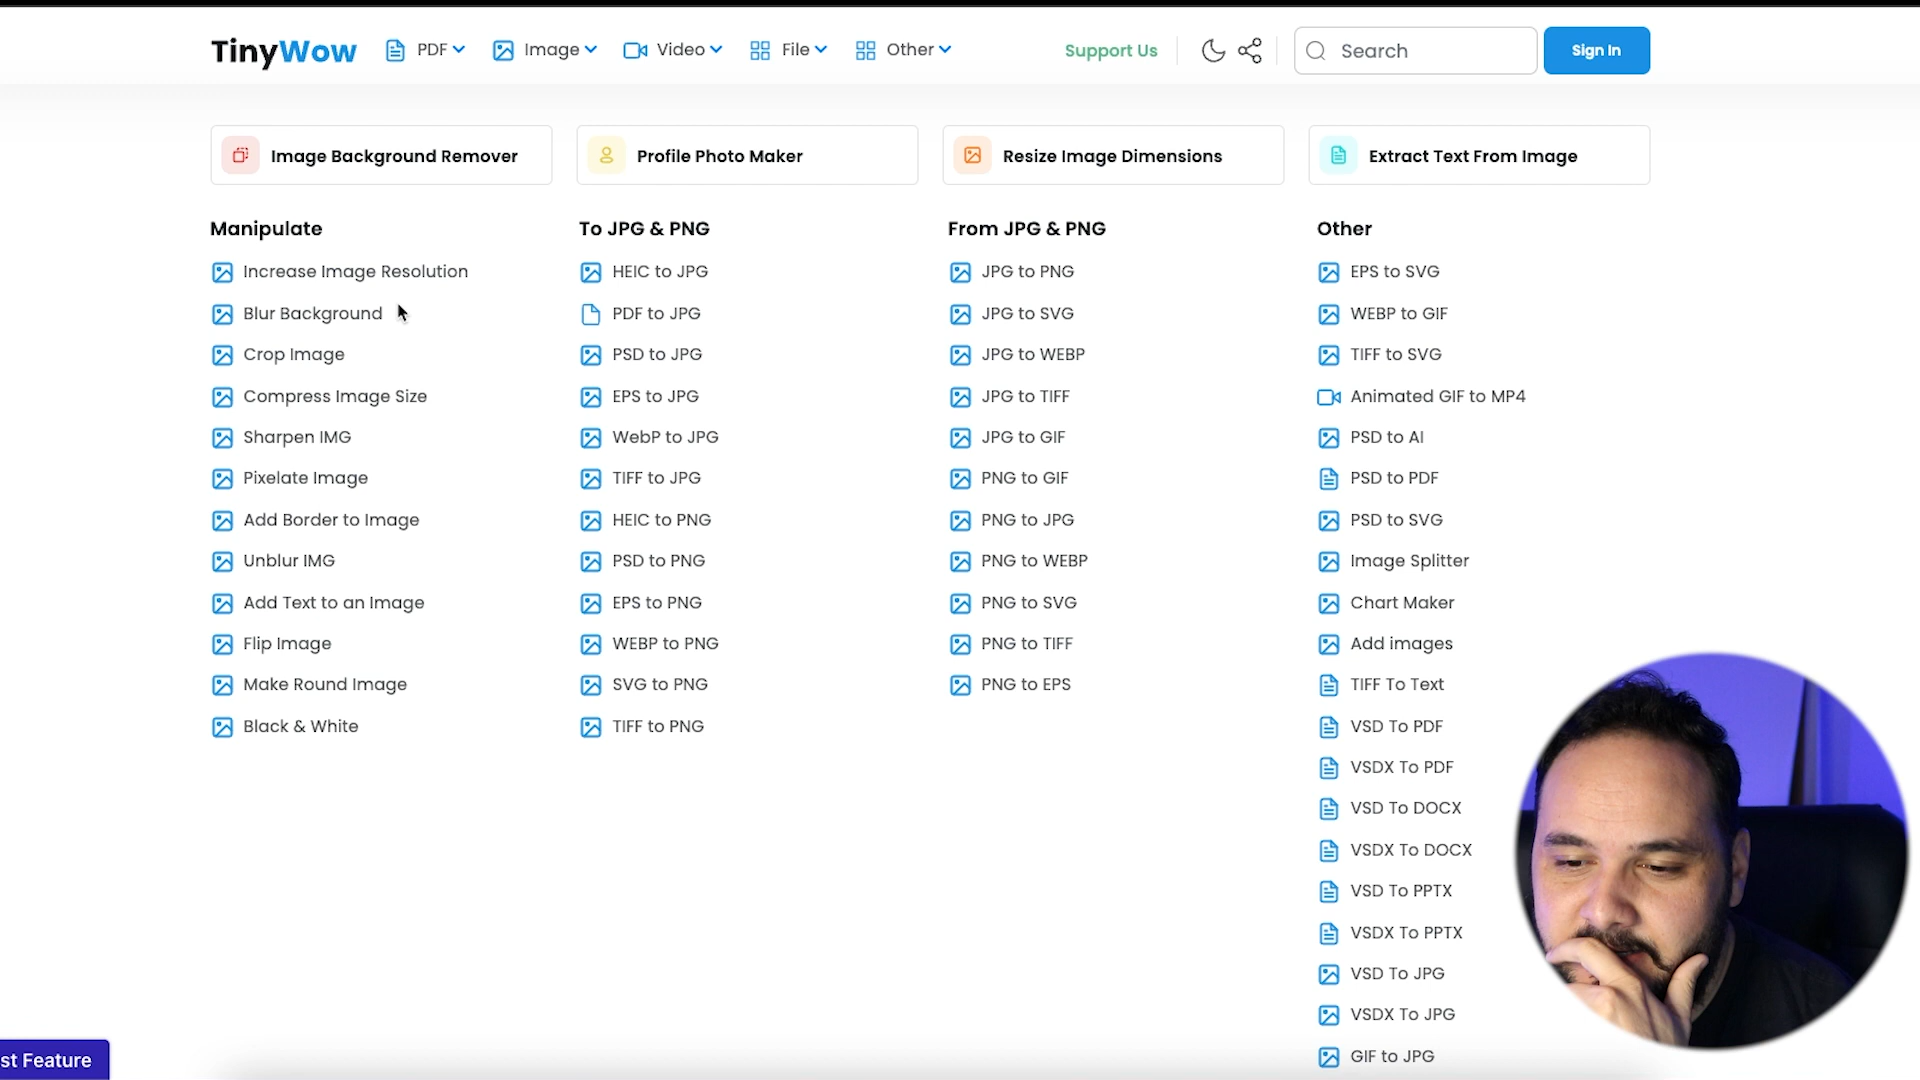 TinyWow
PDF
Image
Video
File
Other
Support Us
Search
Sign In
Image Background Remover
Profile Photo Maker
Resize Image Dimensions
Extract Text From Image
Manipulate
Increase Image Resolution
Blur Background
Crop Image
Compress Image Size
Sharpen IMG
Pixelate Image
Add Border to Image
Unblur IMG
Add Text to an Image
Flip Image
Make Round Image
Black & White
To JPG & PNG
HEIC to JPG
PDF to JPG
PSD to JPG
EPS to JPG
WebP to JPG
TIFF to JPG
HEIC to PNG
PSD to PNG
EPS to PNG
WEBP to PNG
SVG to PNG
TIFF to PNG
From JPG & PNG
JPG to PNG
JPG to SVG
JPG to WEBP
JPG to TIFF
JPG to GIF
PNG to GIF
PNG to JPG
PNG to WEBP
PNG to SVG
PNG to TIFF
PNG to EPS
Other
EPS to SVG
WEBP to GIF
TIFF to SVG
Animated GIF to MP4
PSD to AI
PSD to PDF
PSD to SVG
Image Splitter
Chart Maker
Add images
TIFF To Text
VSD To PDF
VSDX To PDF
VSD To DOCX
VSDX To DOCX
VSD To PPTX
VSDX To PPTX
VSD To JPG
VSDX To JPG
GIF to JPG
st Feature